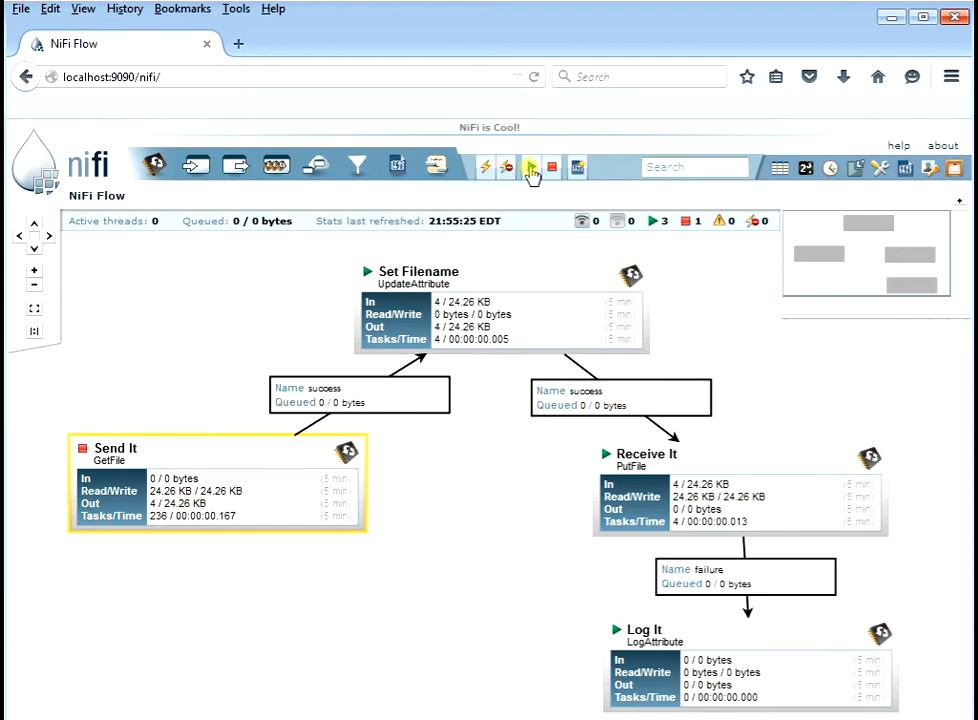 File Edit View History Bookmarks Tools Help
NiFi Flow
localhost:9090/nifi/
Search
NiFi is Cool!
help about
nifi
Search
NiFi Flow
Active threads: 0 Queued: 0 / 0 bytes Stats last refreshed: 21:55:25 EDT 0 0 3 1 0 0
Set Filename
UpdateAttribute
In 4 / 24.26 KB (5 min)
Read/Write 0 bytes / 0 bytes (5 min)
Out 4 / 24.26 KB (5 min)
Tasks/Time 4 / 00:00:00.005 (5 min)
Name success
Queued 0 / 0 bytes
Name success
Queued 0 / 0 bytes
Send It
GetFile
In 0 / 0 bytes (5 min)
Read/Write 24.26 KB / 24.26 KB (5 min)
Out 4 / 24.26 KB (5 min)
Tasks/Time 236 / 00:00:00.167 (5 min)
Receive It
PutFile
In 4 / 24.26 KB (5 min)
Read/Write 24.26 KB / 24.26 KB (5 min)
Out 0 / 0 bytes (5 min)
Tasks/Time 4 / 00:00:00.013 (5 min)
Name failure
Queued 0 / 0 bytes
Log It
LogAttribute
In 0 / 0 bytes (5 min)
Read/Write 0 bytes / 0 bytes (5 min)
Out 0 / 0 bytes (5 min)
Tasks/Time 0 / 00:00:00.000 (5 min)